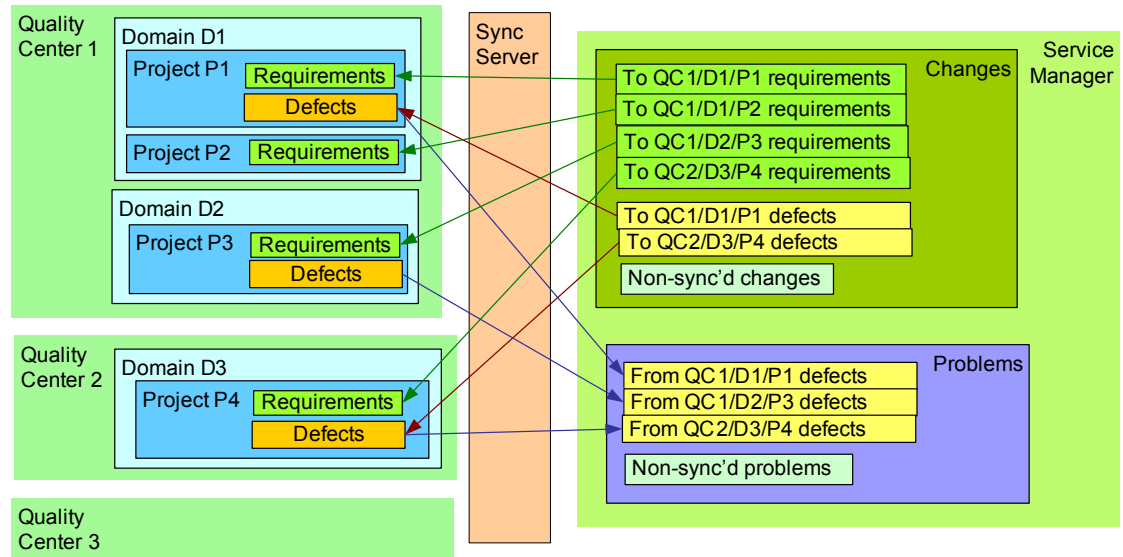 Quality
Center 1
Domain D1
Project P1
Requirements
Defects
Project P2
Requirements
Domain D2
Project P3
Requirements
Defects
Quality
Center 2
Domain D3
Project P4
Requirements
Defects
Quality
Center 3
Sync
Server
Service
Manager
Changes
To QC1/D1/P1 requirements
To QC1/D1/P2 requirements
To QC1/D2/P3 requirements
To QC2/D3/P4 requirements
To QC1/D1/P1 defects
To QC2/D3/P4 defects
Non-sync’d changes
Problems
From QC1/D1/P1 defects
From QC1/D2/P3 defects
From QC2/D3/P4 defects
Non-sync’d problems